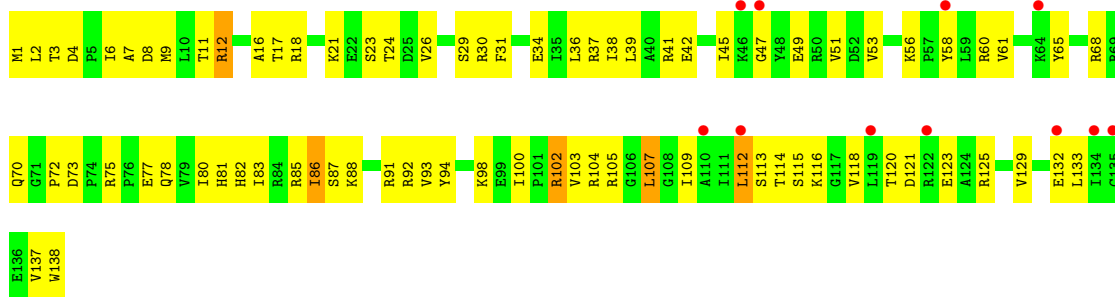 M1 L2 T3 D4 P5 I6 A7 D8 M9 L10 T11 R12 A16 T17 R18 K21 E22 S23 T24 D25 V26 S29 R30 F31 E34 I35 L36 R37 I38 L39 A40 R41 E42 I45 K46 G47 Y48 E49 R50 V51 D52 V53 K56 P57 Y58 L59 R60 V61 K64 Y65 R68 R69
Q70 G71 P72 D73 P74 R75 P76 E77 Q78 V79 I80 H81 H82 I83 R84 R85 I86 S87 K88 R91 R92 V93 Y94 K98 E99 I100 P101 R102 V103 R104 R105 G106 L107 G108 I109 A110 I111 L112 S113 T114 S115 K116 G117 V118 L119 T120 D121 R122 E123 A124 R125 V129 E132 L133 I134 G135
E136 V137 W138